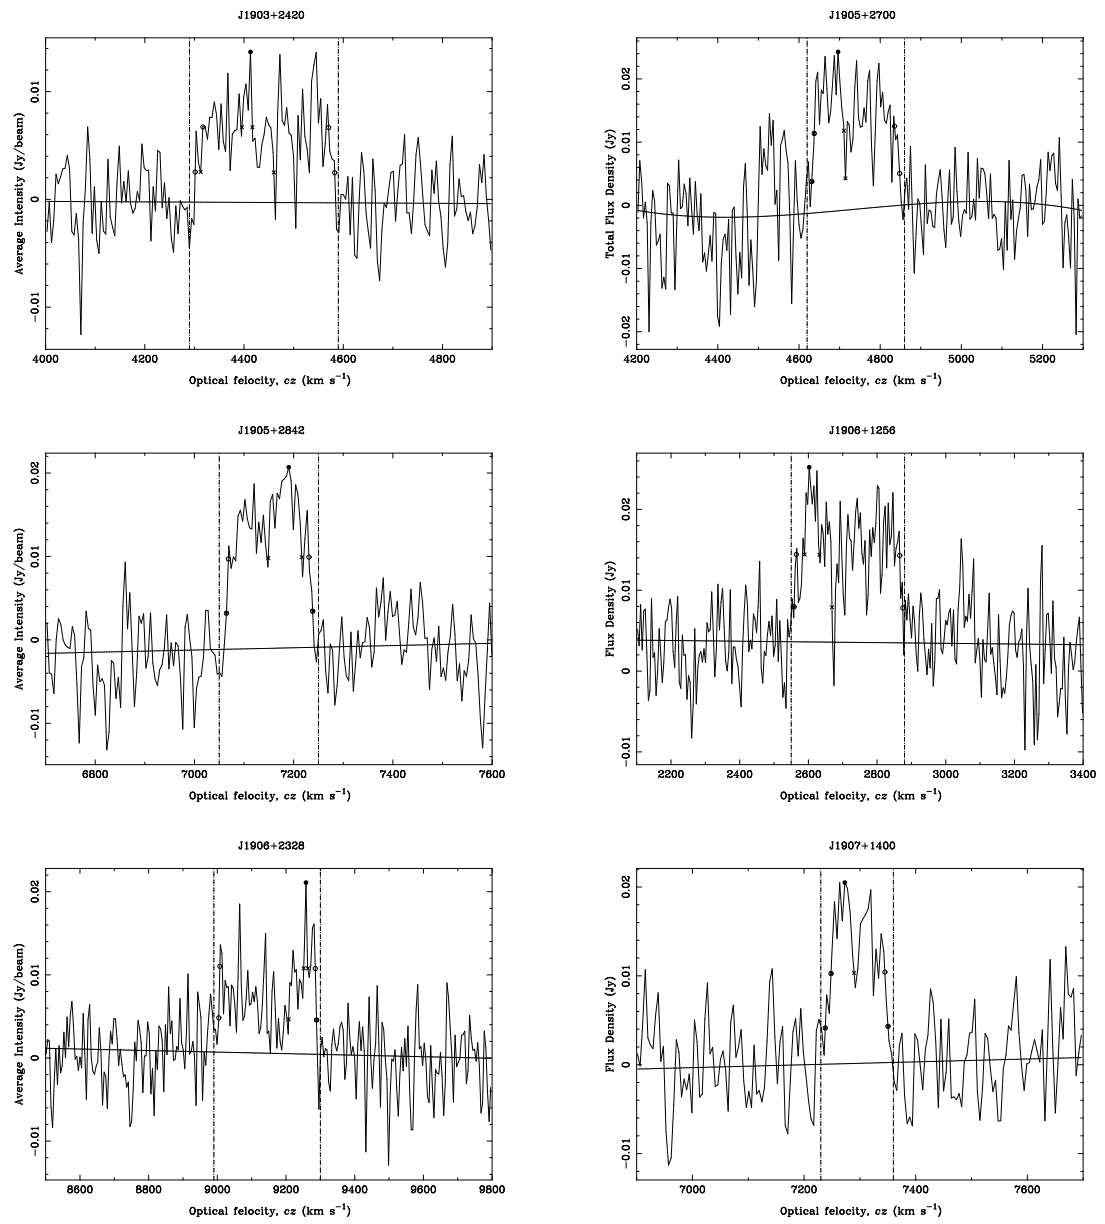 J1903+2420
Average Intensity (Jy/beam)
0.01
0
−0.01
4000 4200 4400 4600 4800
Optical felocity, cz (km s−1)
J1905+2700
Total Flux Density (Jy)
0.02
0.01
0
−0.01
−0.02
4200 4400 4600 4800 5000 5200
Optical felocity, cz (km s−1)
J1905+2842
Average Intensity (Jy/beam)
0.02
0.01
0
−0.01
6800 7000 7200 7400 7600
Optical felocity, cz (km s−1)
J1906+1256
Flux Density (Jy)
0.02
0.01
0
−0.01
2200 2400 2600 2800 3000 3200 3400
Optical felocity, cz (km s−1)
J1906+2328
Average Intensity (Jy/beam)
0.02
0.01
0
−0.01
8600 8800 9000 9200 9400 9600 9800
Optical felocity, cz (km s−1)
J1907+1400
Flux Density (Jy)
0.02
0.01
0
−0.01
7000 7200 7400 7600
Optical felocity, cz (km s−1)